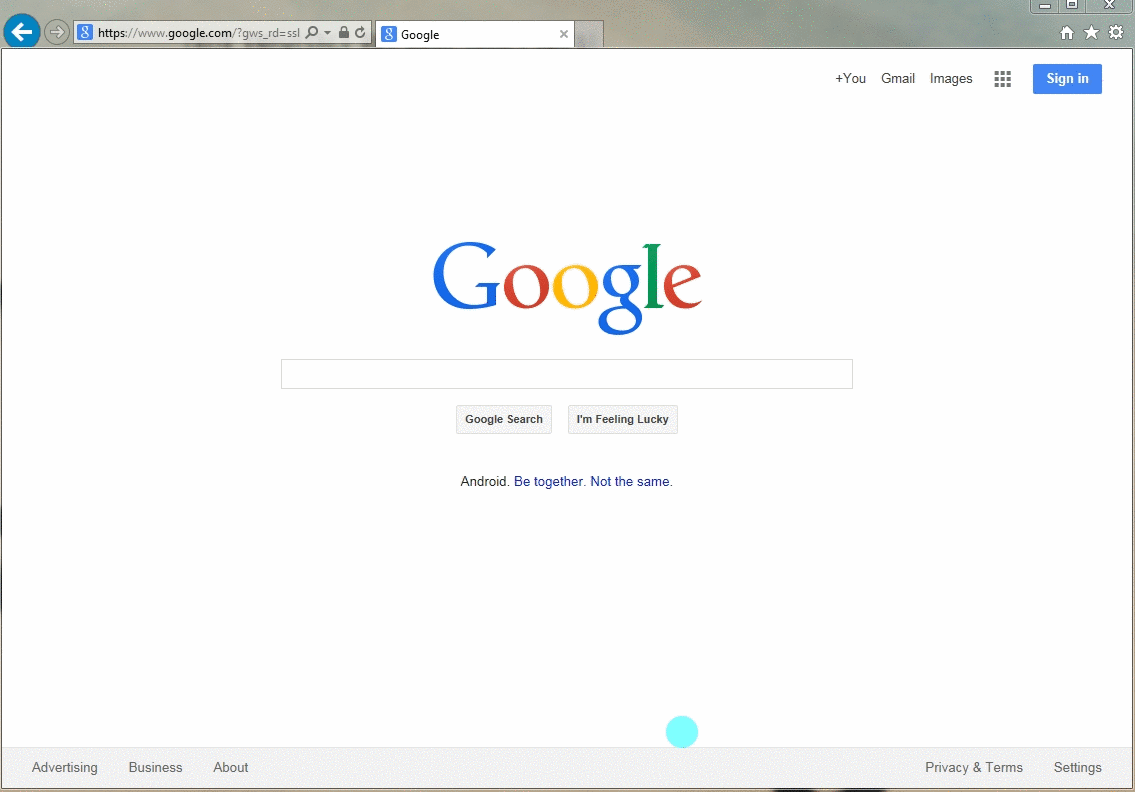 https://www.google.com/?gws_rd=ssl
Google
+You Gmail Images Sign in
Google
Google Search I'm Feeling Lucky
Android. Be together. Not the same.
Advertising Business About Privacy & Terms Settings